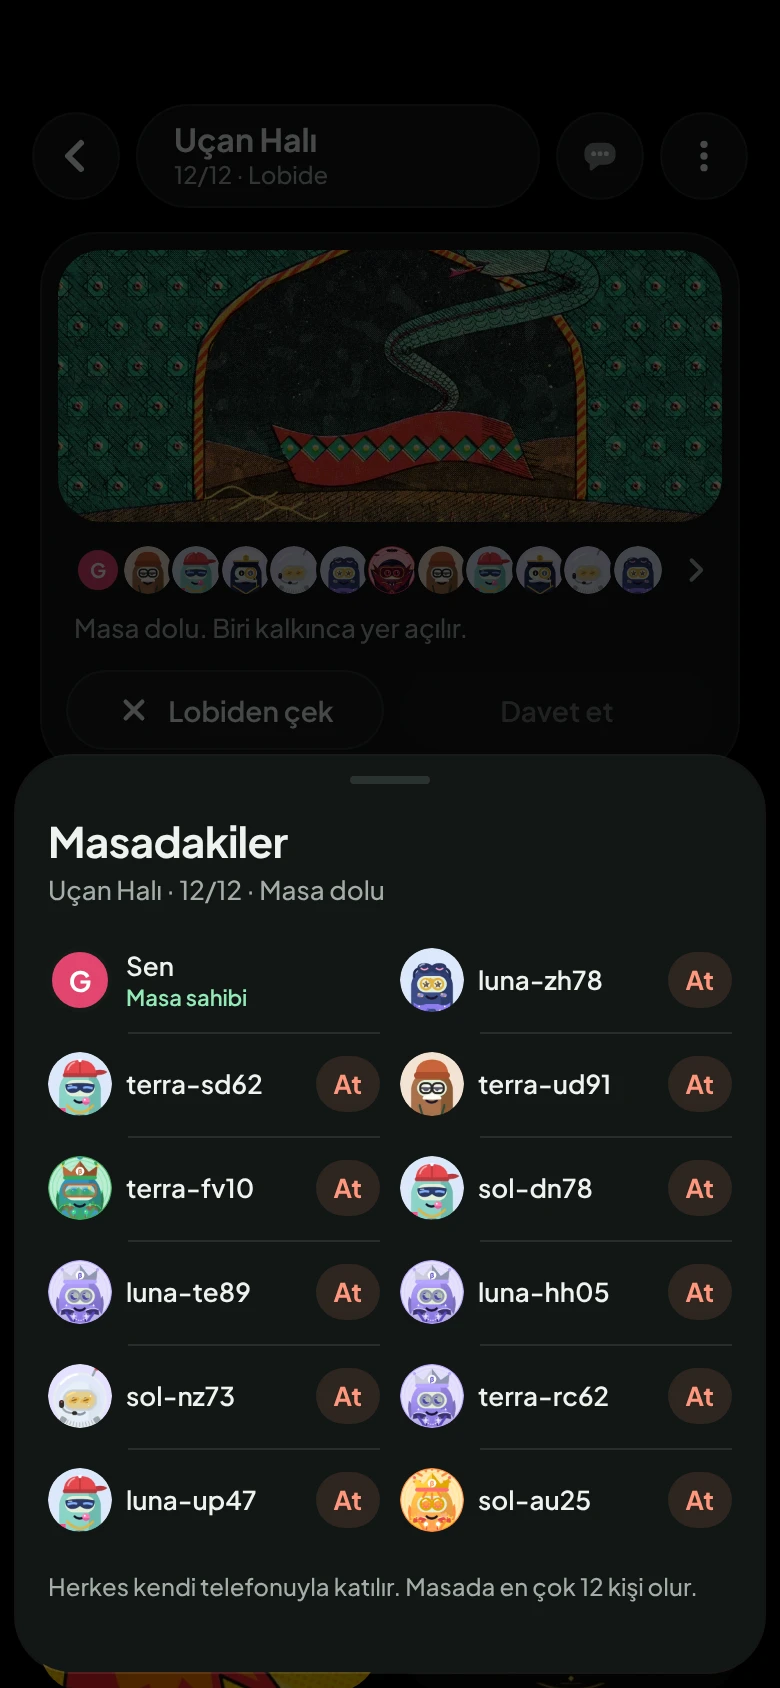 Uçan Halı
12/12 · Lobide
G
Masa dolu. Biri kalkınca yer açılır.
Lobiden çek
Davet et
Masadakiler
Uçan Halı · 12/12 · Masa dolu
G
Sen
Masa sahibi
luna-zh78
At
terra-sd62
At
terra-ud91
At
terra-fv10
At
sol-dn78
At
luna-te89
At
luna-hh05
At
sol-nz73
At
terra-rc62
At
luna-up47
At
sol-au25
At
Herkes kendi telefonuyla katılır. Masada en çok 12 kişi olur.